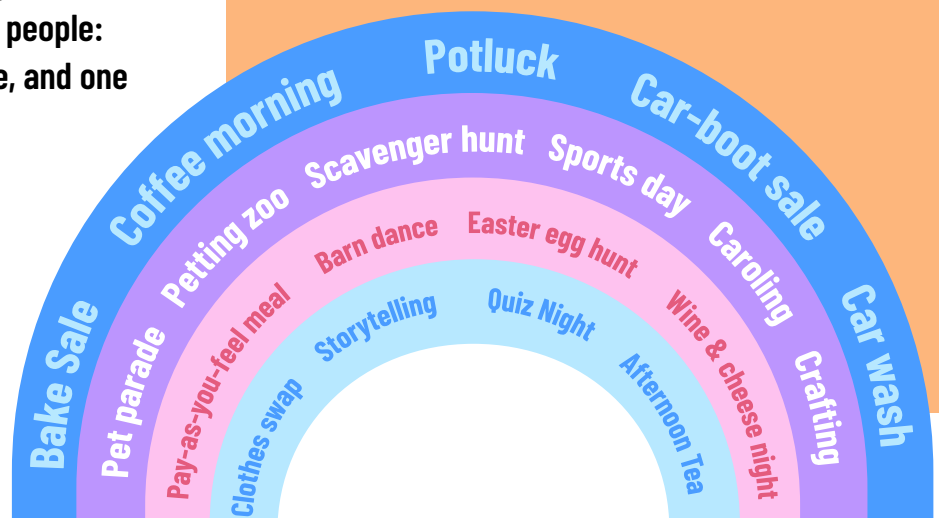 people:
e, and one
Bake Sale
Coffee morning
Potluck
Car-boot sale
Car wash
Pet parade
Petting zoo
Scavenger hunt
Sports day
Caroling
Crafting
Pay-as-you-feel meal
Barn dance
Easter egg hunt
Wine & cheese night
Clothes swap
Storytelling
Quiz Night
Afternoon Tea